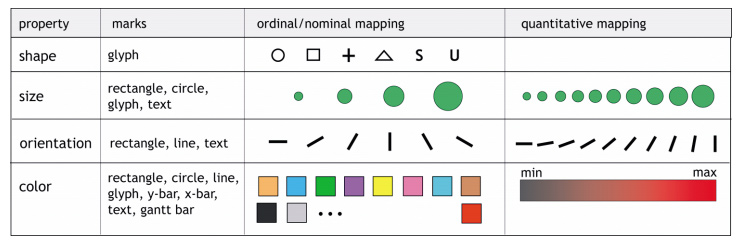 property marks ordinal/nominal mapping quantitative mapping
shape glyph S U
size rectangle, circle,
glyph, text
orientation rectangle, line, text
color rectangle, circle, line,
glyph, y-bar, x-bar,
text, gantt bar
min max